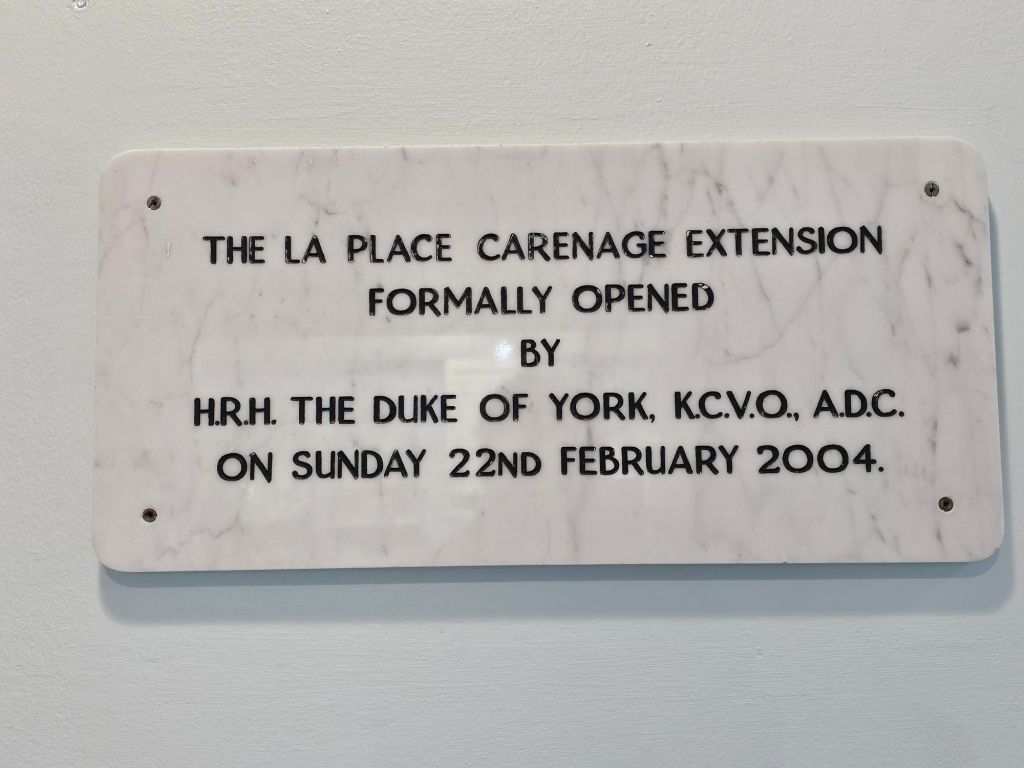 THE LA PLACE CARENAGE EXTENSION
FORMALLY OPENED
BY
H.R.H. THE DUKE OF YORK, K.C.V.O., A.D.C.
ON SUNDAY 22ND FEBRUARY 2004.